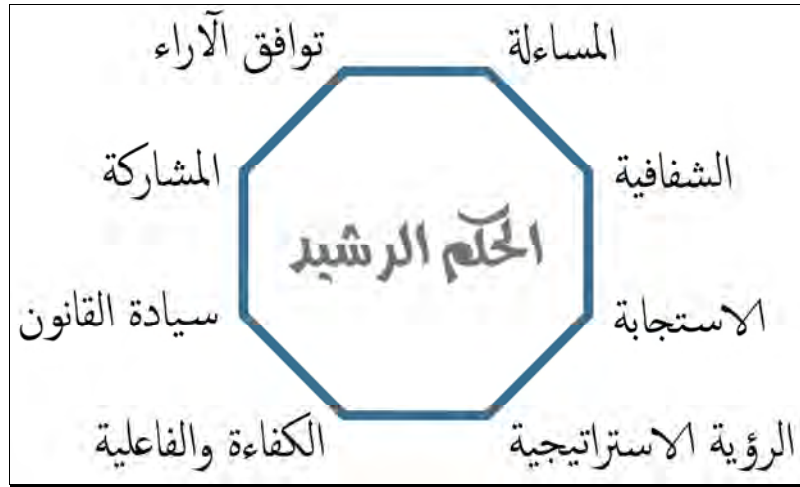 المساءلة
توافق الآراء
الشفافية
المشاركة
الحكم الرشيد
الاستجابة
سيادة القانون
الرؤية الاستراتيجية
الكفاءة والفاعلية